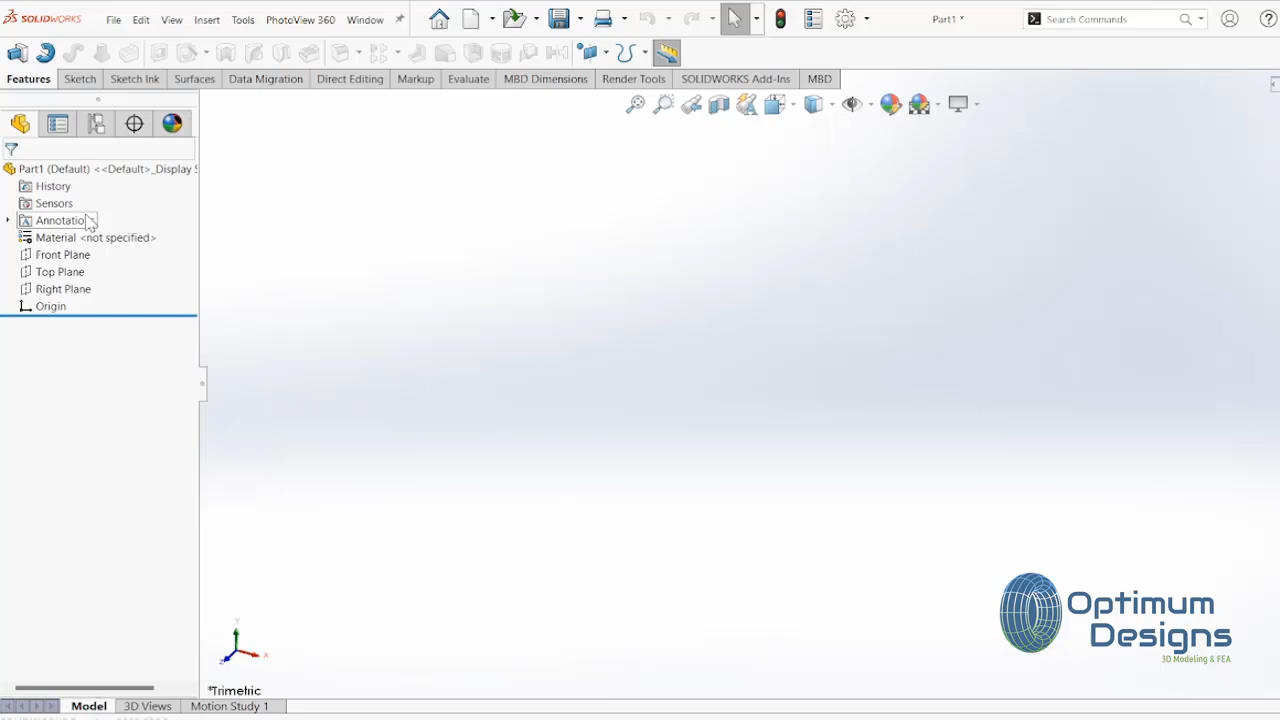 SOLIDWORKS File Edit View Insert Tools PhotoView 360 Window Part1 * Search Commands
Features Sketch Sketch Ink Surfaces Data Migration Direct Editing Markup Evaluate MBD Dimensions Render Tools SOLIDWORKS Add-Ins MBD
Part1 (Default) <<Default>_Display S
History
Sensors
Annotatio
Material <not specified>
Front Plane
Top Plane
Right Plane
Origin
Optimum
Designs
3D Modeling & FEA
Y
X
Z
*Trimetric
Model 3D Views Motion Study 1